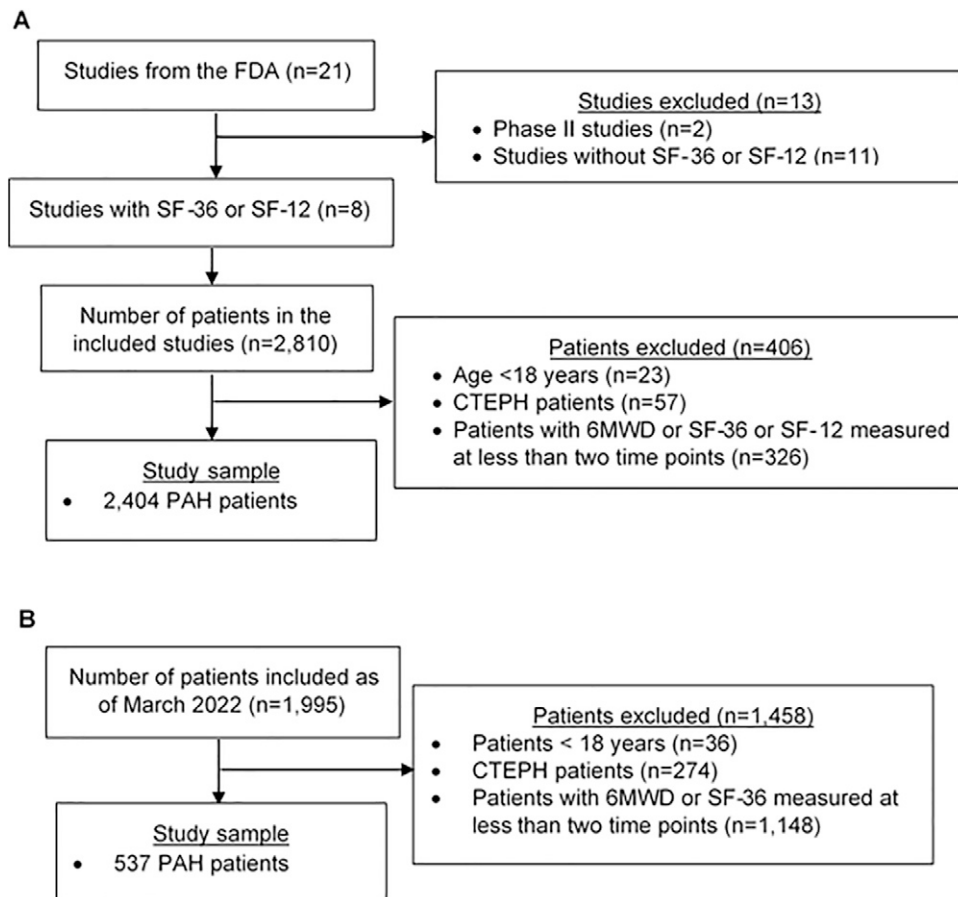 A
Studies from the FDA (n=21)
Studies excluded (n=13)
• Phase II studies (n=2)
• Studies without SF-36 or SF-12 (n=11)
Studies with SF-36 or SF-12 (n=8)
Number of patients in the
included studies (n=2,810)
Patients excluded (n=406)
• Age <18 years (n=23)
• CTEPH patients (n=57)
• Patients with 6MWD or SF-36 or SF-12 measured
at less than two time points (n=326)
Study sample
• 2,404 PAH patients
B
Number of patients included as
of March 2022 (n=1,995)
Patients excluded (n=1,458)
• Patients < 18 years (n=36)
• CTEPH patients (n=274)
• Patients with 6MWD or SF-36 measured at
less than two time points (n=1,148)
Study sample
• 537 PAH patients